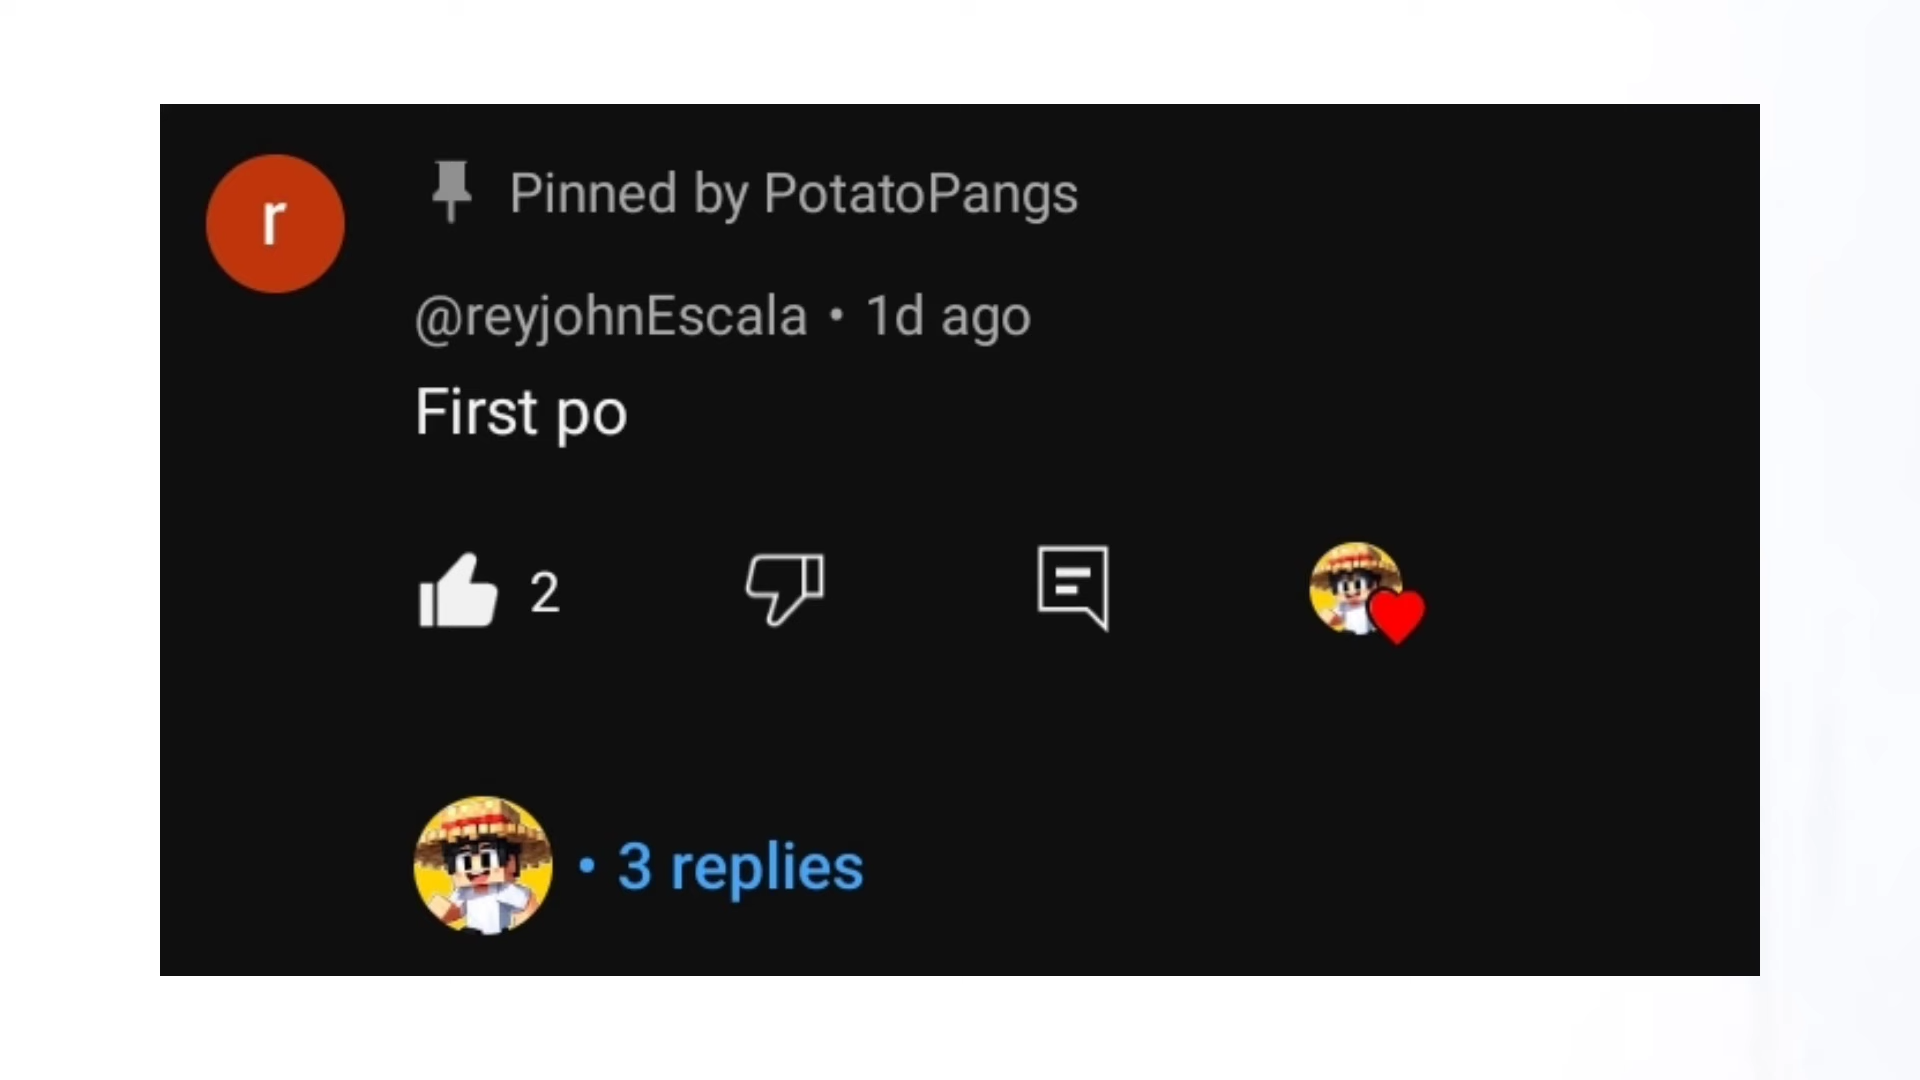 r
Pinned by PotatoPangs
@reyjohnEscala • 1d ago
First po
2
• 3 replies